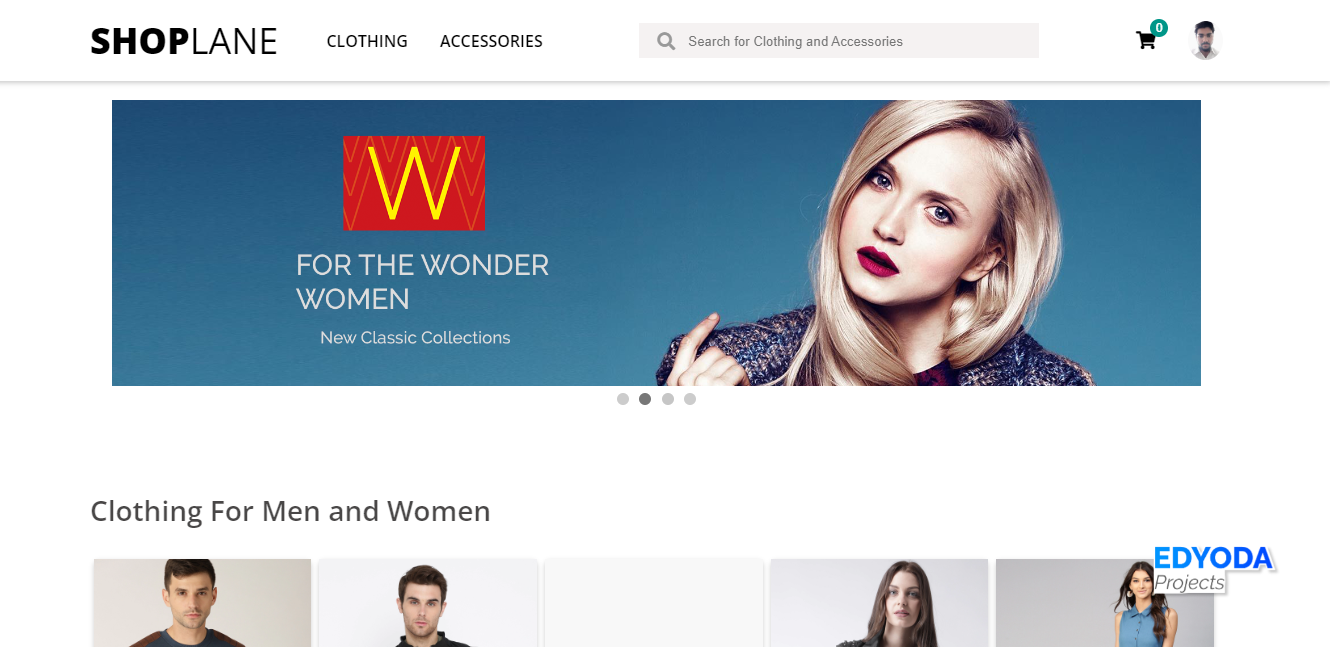 SHOPLANE
CLOTHING
ACCESSORIES
Search for Clothing and Accessories
0
W
FOR THE WONDER
WOMEN
New Classic Collections
Clothing For Men and Women
EDYODA
Projects